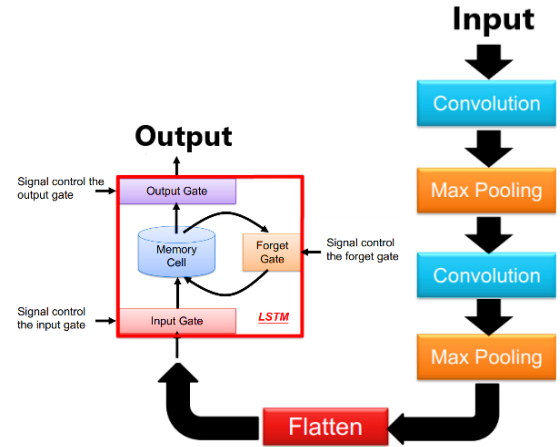 Input
Convolution
Max Pooling
Convolution
Max Pooling
Flatten
Output
Signal control the
output gate
Output Gate
Memory
Cell
Forget
Gate
Signal control
the forget gate
Signal control
the input gate
Input Gate
LSTM